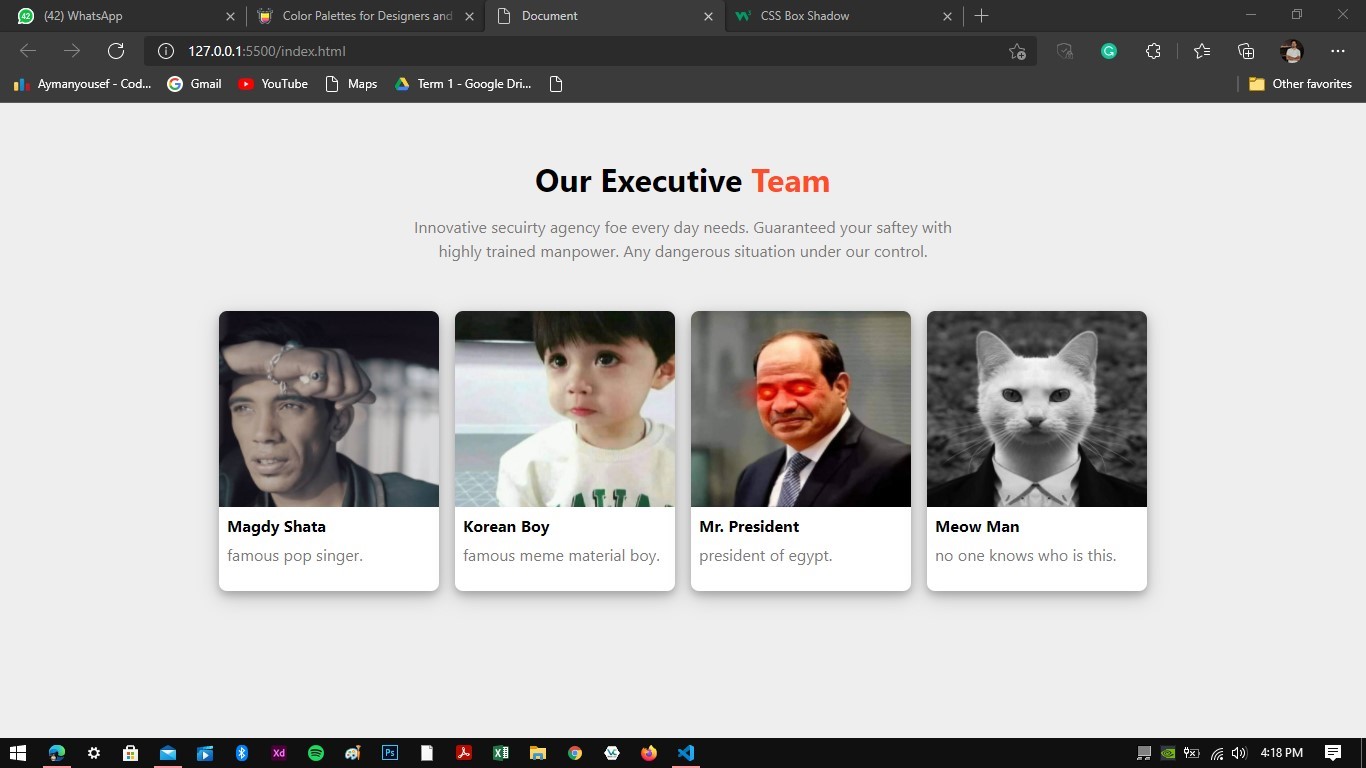 (42) WhatsApp
Color Palettes for Designers and
Document
CSS Box Shadow
127.0.0.1:5500/index.html
Aymanyousef - Cod...
Gmail
YouTube
Maps
Term 1 - Google Dri...
Other favorites
Our Executive Team
Innovative secuirty agency foe every day needs. Guaranteed your saftey with
highly trained manpower. Any dangerous situation under our control.
Magdy Shata
famous pop singer.
Korean Boy
famous meme material boy.
Mr. President
president of egypt.
Meow Man
no one knows who is this.
Xd
Ps
4:18 PM